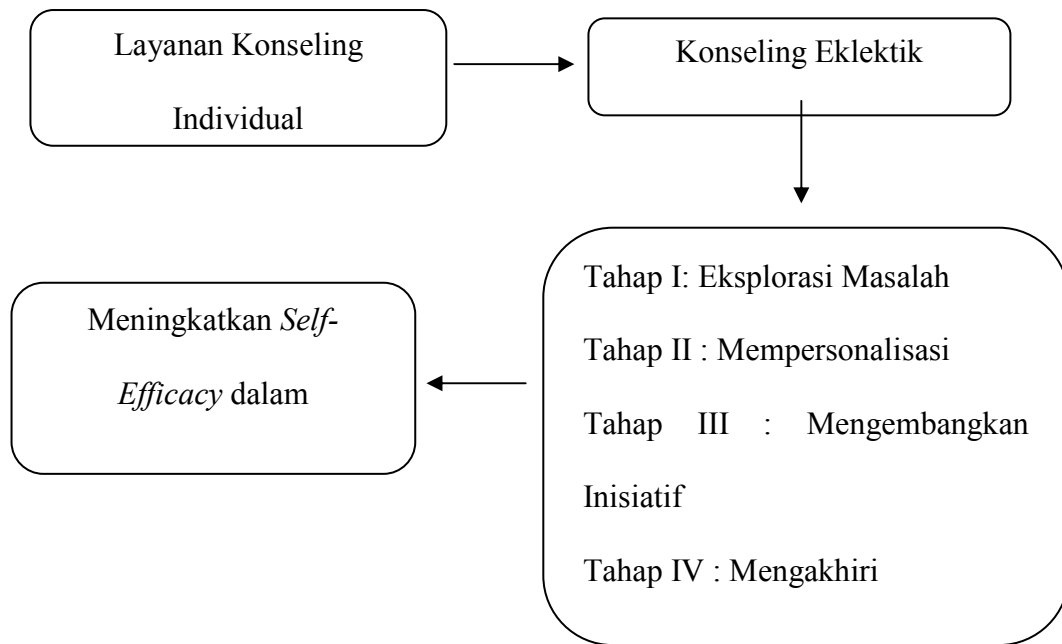 Layanan Konseling
Individual
Konseling Eklektik
Tahap I: Eksplorasi Masalah
Tahap II : Mempersonalisasi
Tahap III : Mengembangkan
Inisiatif
Tahap IV : Mengakhiri
Meningkatkan Self-
Efficacy dalam